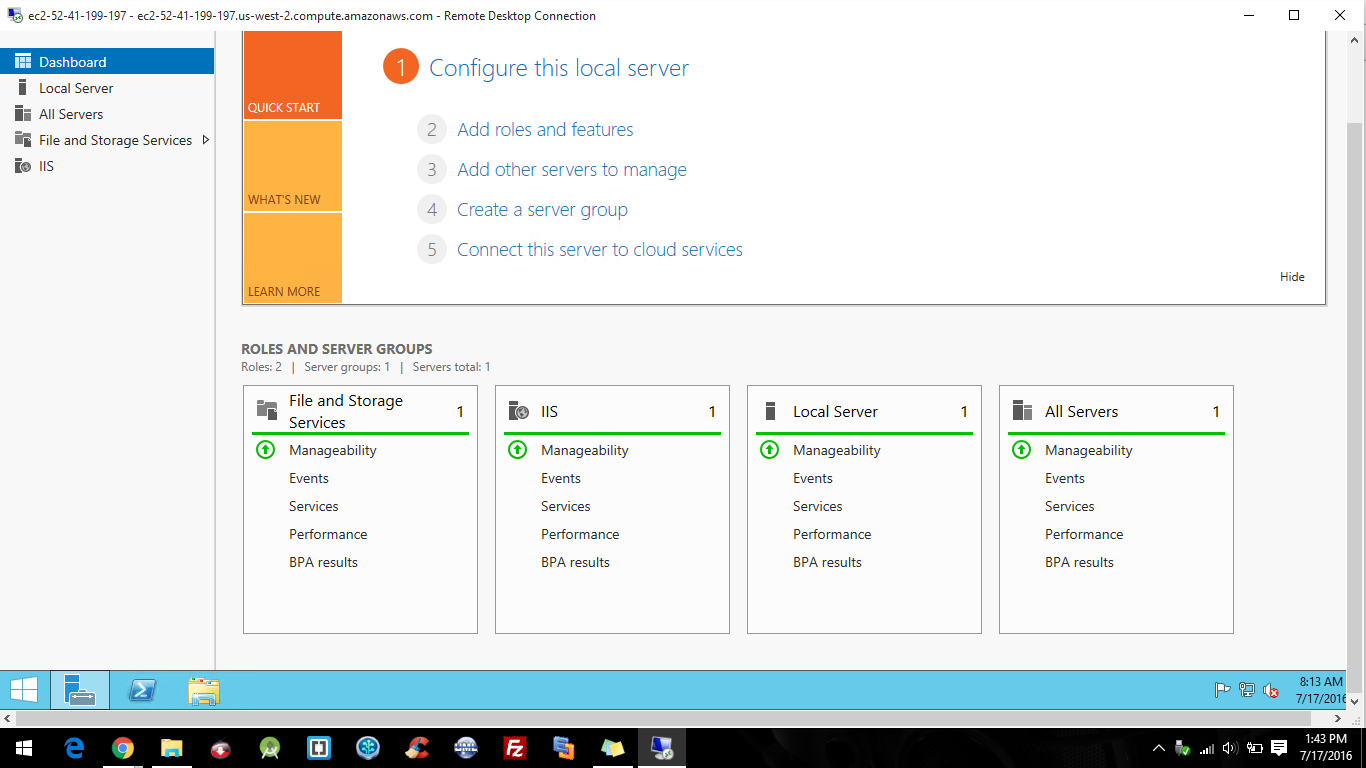 ec2-52-41-199-197 - ec2-52-41-199-197.us-west-2.compute.amazonaws.com - Remote Desktop Connection
Dashboard
Local Server
All Servers
File and Storage Services
IIS
QUICK START
WHAT'S NEW
LEARN MORE
1 Configure this local server
2 Add roles and features
3 Add other servers to manage
4 Create a server group
5 Connect this server to cloud services
Hide
ROLES AND SERVER GROUPS
Roles: 2 | Server groups: 1 | Servers total: 1
File and Storage
Services 1
Manageability
Events
Services
Performance
BPA results
IIS 1
Manageability
Events
Services
Performance
BPA results
Local Server 1
Manageability
Events
Services
Performance
BPA results
All Servers 1
Manageability
Events
Services
Performance
BPA results
8:13 AM
7/17/2016
1:43 PM
7/17/2016